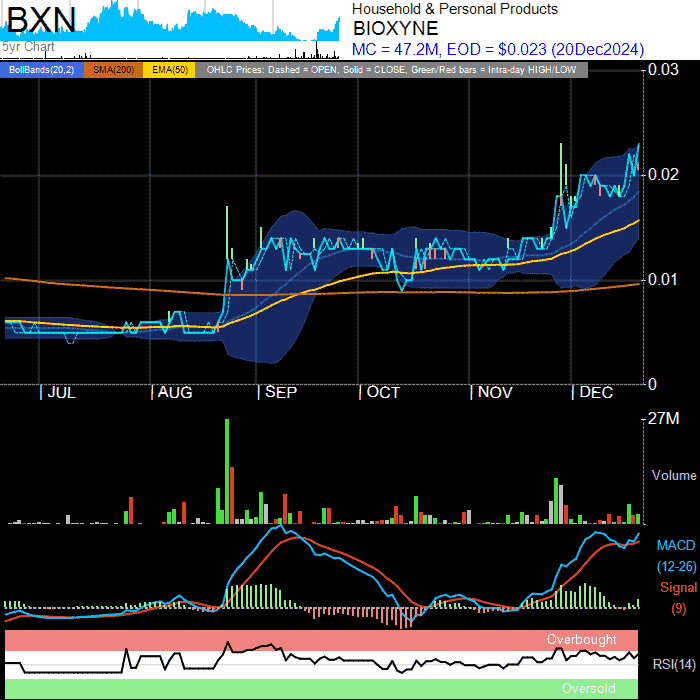 BXN
5yr Chart
Household & Personal Products
BIOXYNE
MC = 47.2M, EOD = $0.023 (20Dec2024)
BollBands(20,2) SMA(200) EMA(50) OHLC Prices: Dashed = OPEN, Solid = CLOSE, Green/Red bars = Intra-day HIGH/LOW
0.03
0.02
0.01
0
JUL AUG SEP OCT NOV DEC
27M
Volume
MACD
(12-26)
Signal
(9)
Overbought
RSI(14)
Oversold